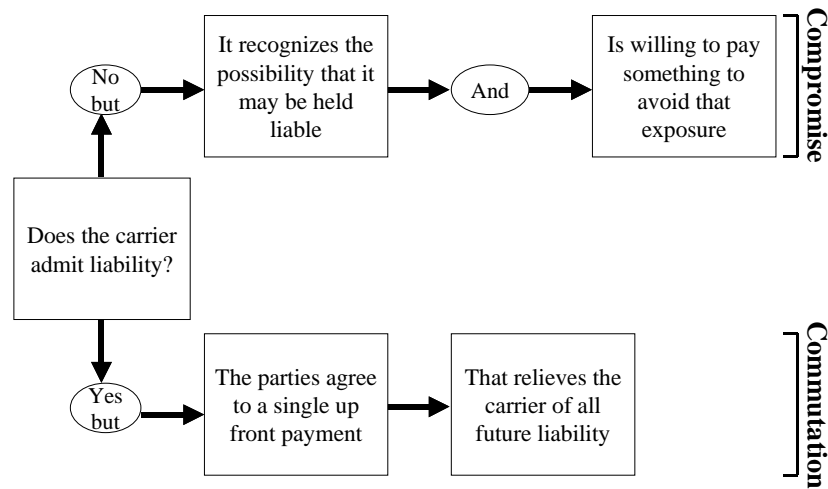 No
but
It recognizes the
possibility that it
may be held
liable
And
Is willing to pay
something to
avoid that
exposure
Compromise
Does the carrier
admit liability?
Yes
but
The parties agree
to a single up
front payment
That relieves the
carrier of all
future liability
Commutation